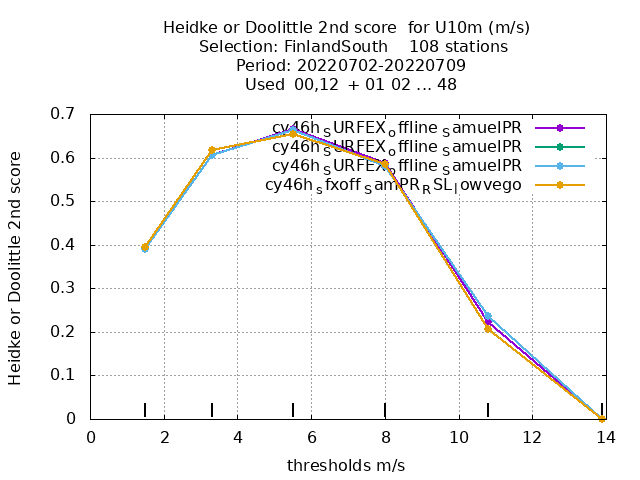 Heidke or Doolittle 2nd score  for U10m (m/s)
Selection: FinlandSouth    108 stations
Period: 20220702-20220709
Used  00,12  + 01 02 ... 48
Heidke or Doolittle 2nd score
0.7
0.6
0.5
0.4
0.3
0.2
0.1
0
cy46h_SURFEX_offline_SamuelPR
cy46h_SURFEX_offline_SamuelPR
cy46h_SURFEX_offline_SamuelPR
cy46h_sfxoff_SamPR_RSL_lowvego
0 2 4 6 8 10 12 14
thresholds m/s